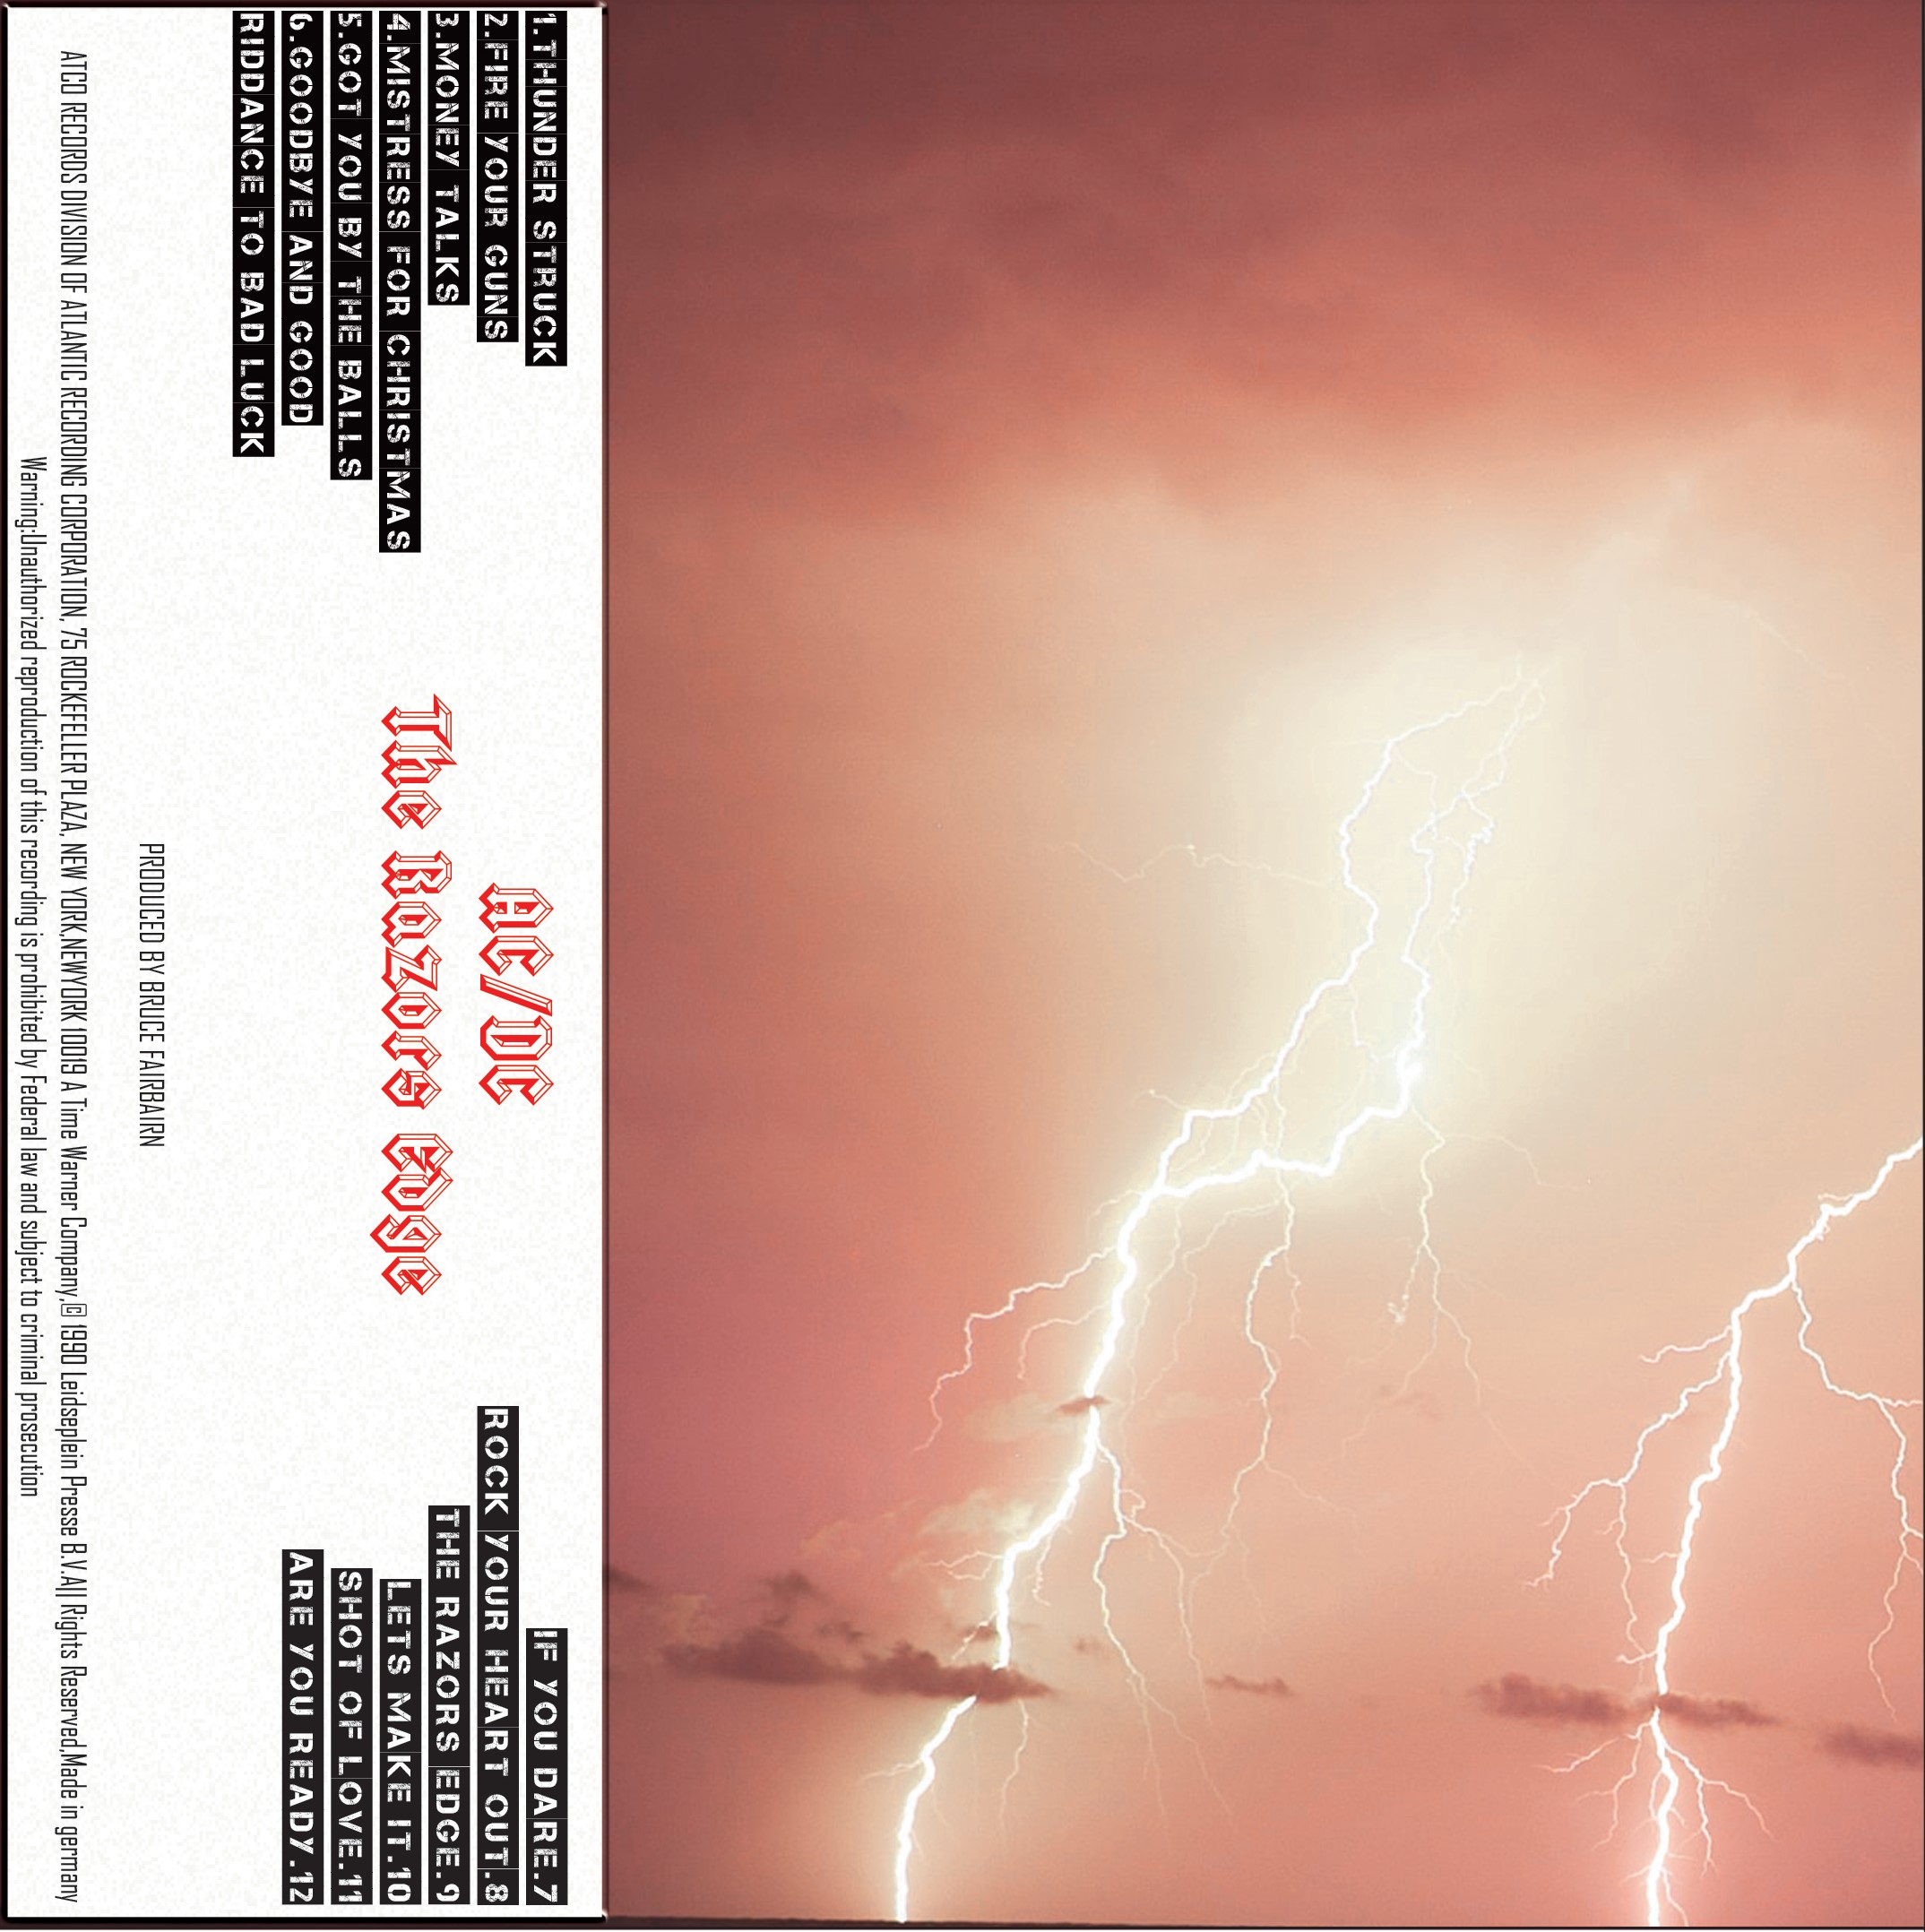 1.THUNDER STRUCK
2.FIRE YOUR GUNS
3.MONEY TALKS
4.MISTRESS FOR CHRISTMAS
5.GOT YOU BY THE BALLS
6.GOODBYE AND GOOD
RIDDANCE TO BAD LUCK
AC/DC
The Razors Edge
IF YOU DARE.7
ROCK YOUR HEART OUT.8
THE RAZORS EDGE.9
LETS MAKE IT.10
SHOT OF LOVE.11
ARE YOU READY.12
PRODUCED BY BRUCE FAIRBAIRN
ATCO RECORDS DIVISION OF ATLANTIC RECORDING CORPORATION, 75 ROCKEFELLER PLAZA, NEW YORK,NEWYORK 10019 A Time Warner Company,© 1990 Leidseplein Presse B.V.All Rights Reserved,Made in germany
Warning:Unauthorized reproduction of this recording is prohibited by Federal law and subject to criminal prosecution